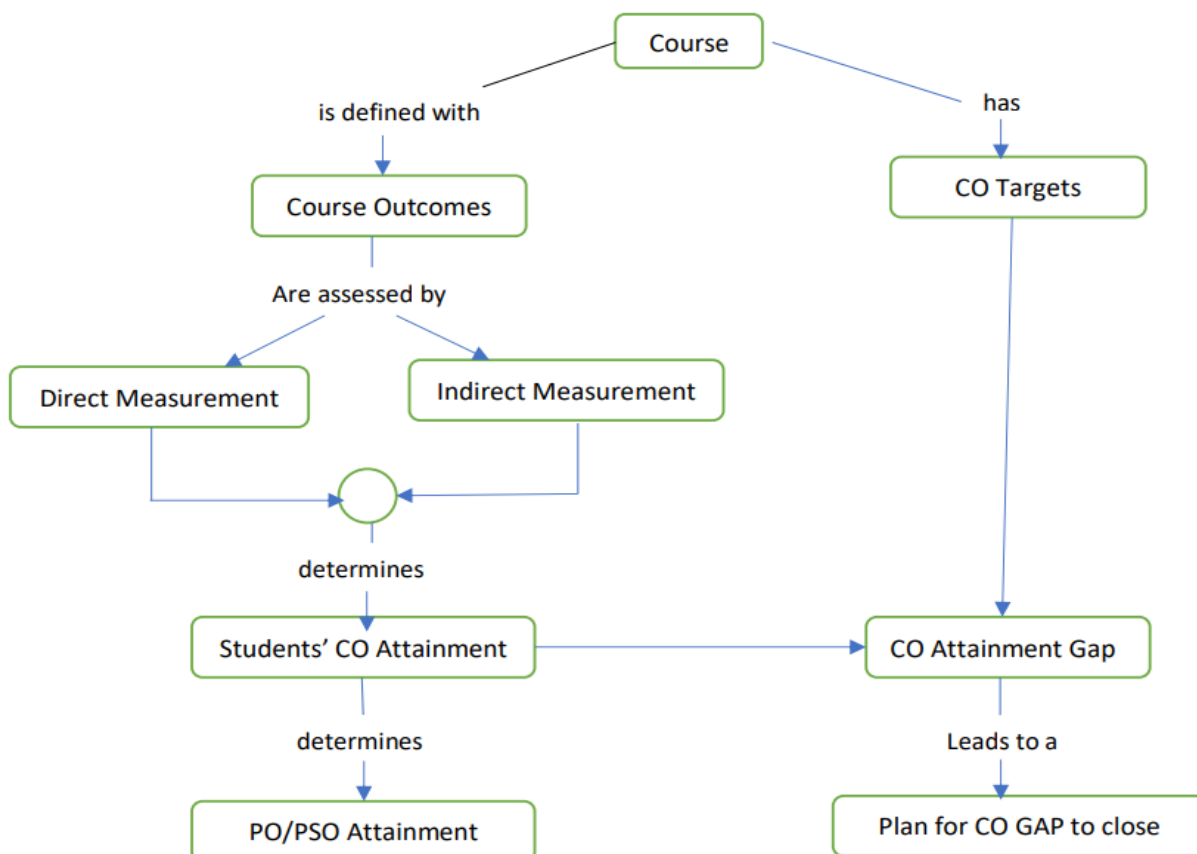 Course
is defined with
has
Course Outcomes
CO Targets
Are assessed by
Direct Measurement
Indirect Measurement
determines
Students’ CO Attainment
CO Attainment Gap
determines
Leads to a
PO/PSO Attainment
Plan for CO GAP to close